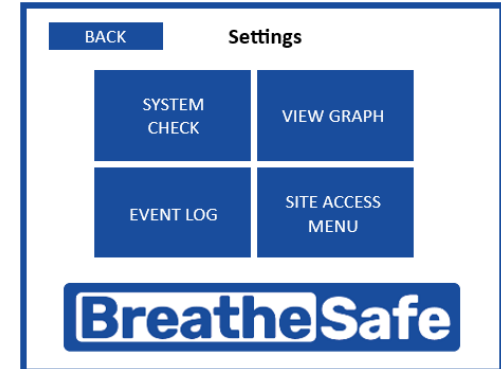 BACK
Settings
SYSTEM
CHECK
VIEW GRAPH
EVENT LOG
SITE ACCESS
MENU
BreatheSafe